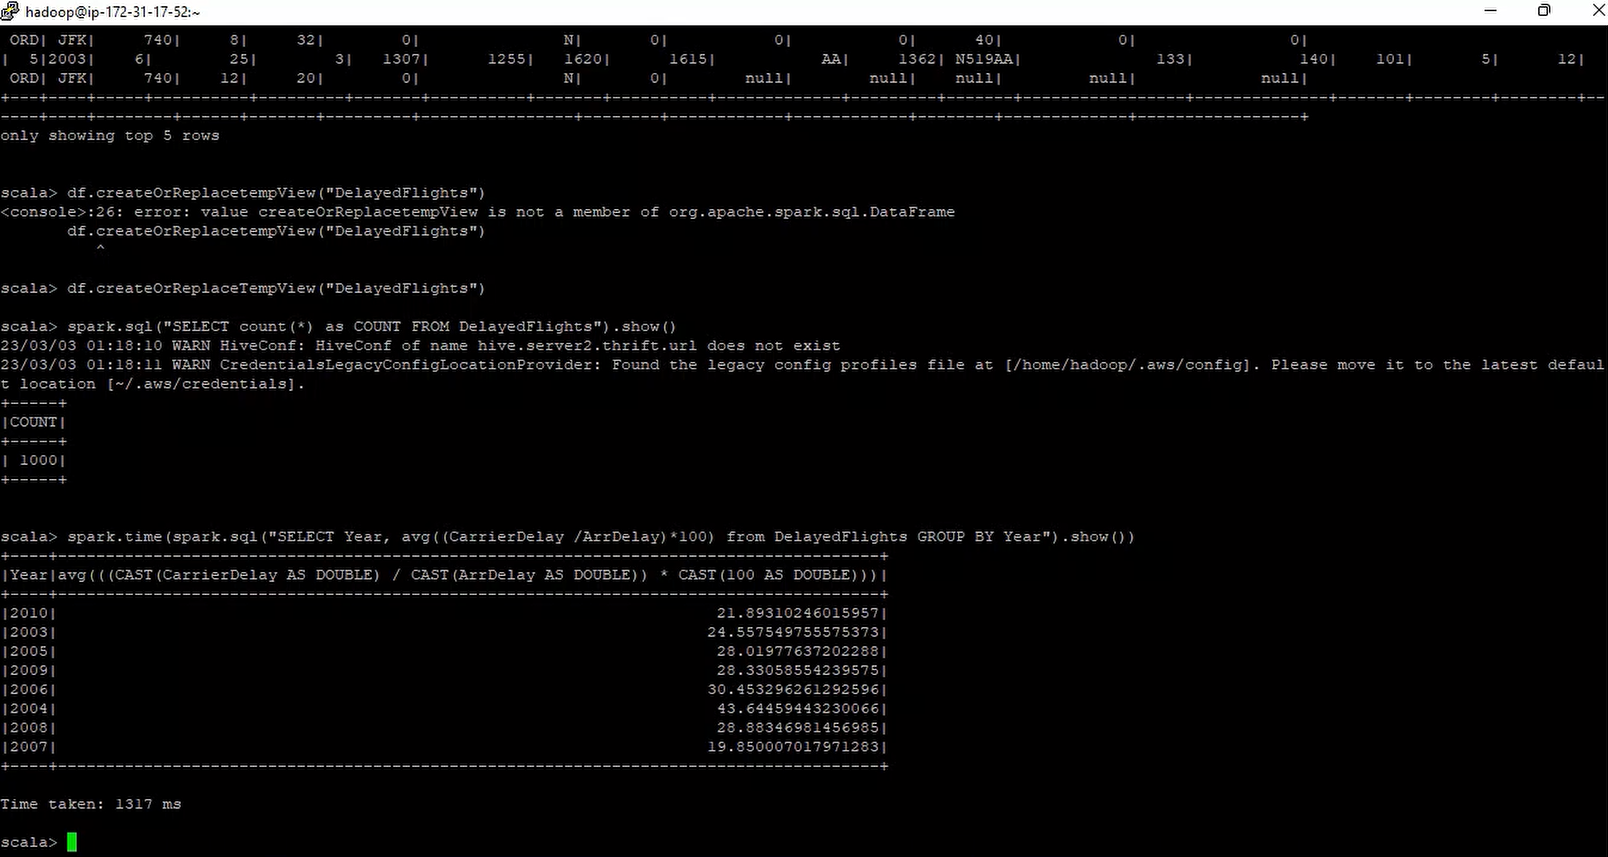 hadoop@ip-172-31-17-52:~
 ORD| JFK|     740|     8|     32|        0|               N|       0|            0|            0|      40|            0|                0|
|  5|2003|    6|        25|        3|   1307|      1255|   1620|       1615|           AA|     1362| N519AA|              133|           140|    101|       5|      12|
 ORD| JFK|     740|    12|     20|        0|               N|       0|         null|         null|    null|         null|             null|
+---+----+-----+----------+---------+-------+----------+-------+----------+-------------+---------+-------+-----------------+--------------+-------+--------+--------+--
----+----+--------+------+-------+---------+----------------+--------+------------+------------+--------+-------------+-----------------+
only showing top 5 rows
scala> df.createOrReplacetempView("DelayedFlights")
<console>:26: error: value createOrReplacetempView is not a member of org.apache.spark.sql.DataFrame
       df.createOrReplacetempView("DelayedFlights")
          ^
scala> df.createOrReplaceTempView("DelayedFlights")
scala> spark.sql("SELECT count(*) as COUNT FROM DelayedFlights").show()
23/03/03 01:18:10 WARN HiveConf: HiveConf of name hive.server2.thrift.url does not exist
23/03/03 01:18:11 WARN CredentialsLegacyConfigLocationProvider: Found the legacy config profiles file at [/home/hadoop/.aws/config]. Please move it to the latest defaul
t location [~/.aws/credentials].
+-----+
|COUNT|
+-----+
| 1000|
+-----+
scala> spark.time(spark.sql("SELECT Year, avg((CarrierDelay /ArrDelay)*100) from DelayedFlights GROUP BY Year").show())
+----+--------------------------------------------------------------------------------------+
|Year|avg(((CAST(CarrierDelay AS DOUBLE) / CAST(ArrDelay AS DOUBLE)) * CAST(100 AS DOUBLE)))|
+----+--------------------------------------------------------------------------------------+
|2010|                                                                     21.89310246015957|
|2003|                                                                    24.557549755575373|
|2005|                                                                     28.01977637202288|
|2009|                                                                     28.33058554239575|
|2006|                                                                    30.453296261292596|
|2004|                                                                     43.64459443230066|
|2008|                                                                     28.88346981456985|
|2007|                                                                    19.850007017971283|
+----+--------------------------------------------------------------------------------------+
Time taken: 1317 ms
scala>